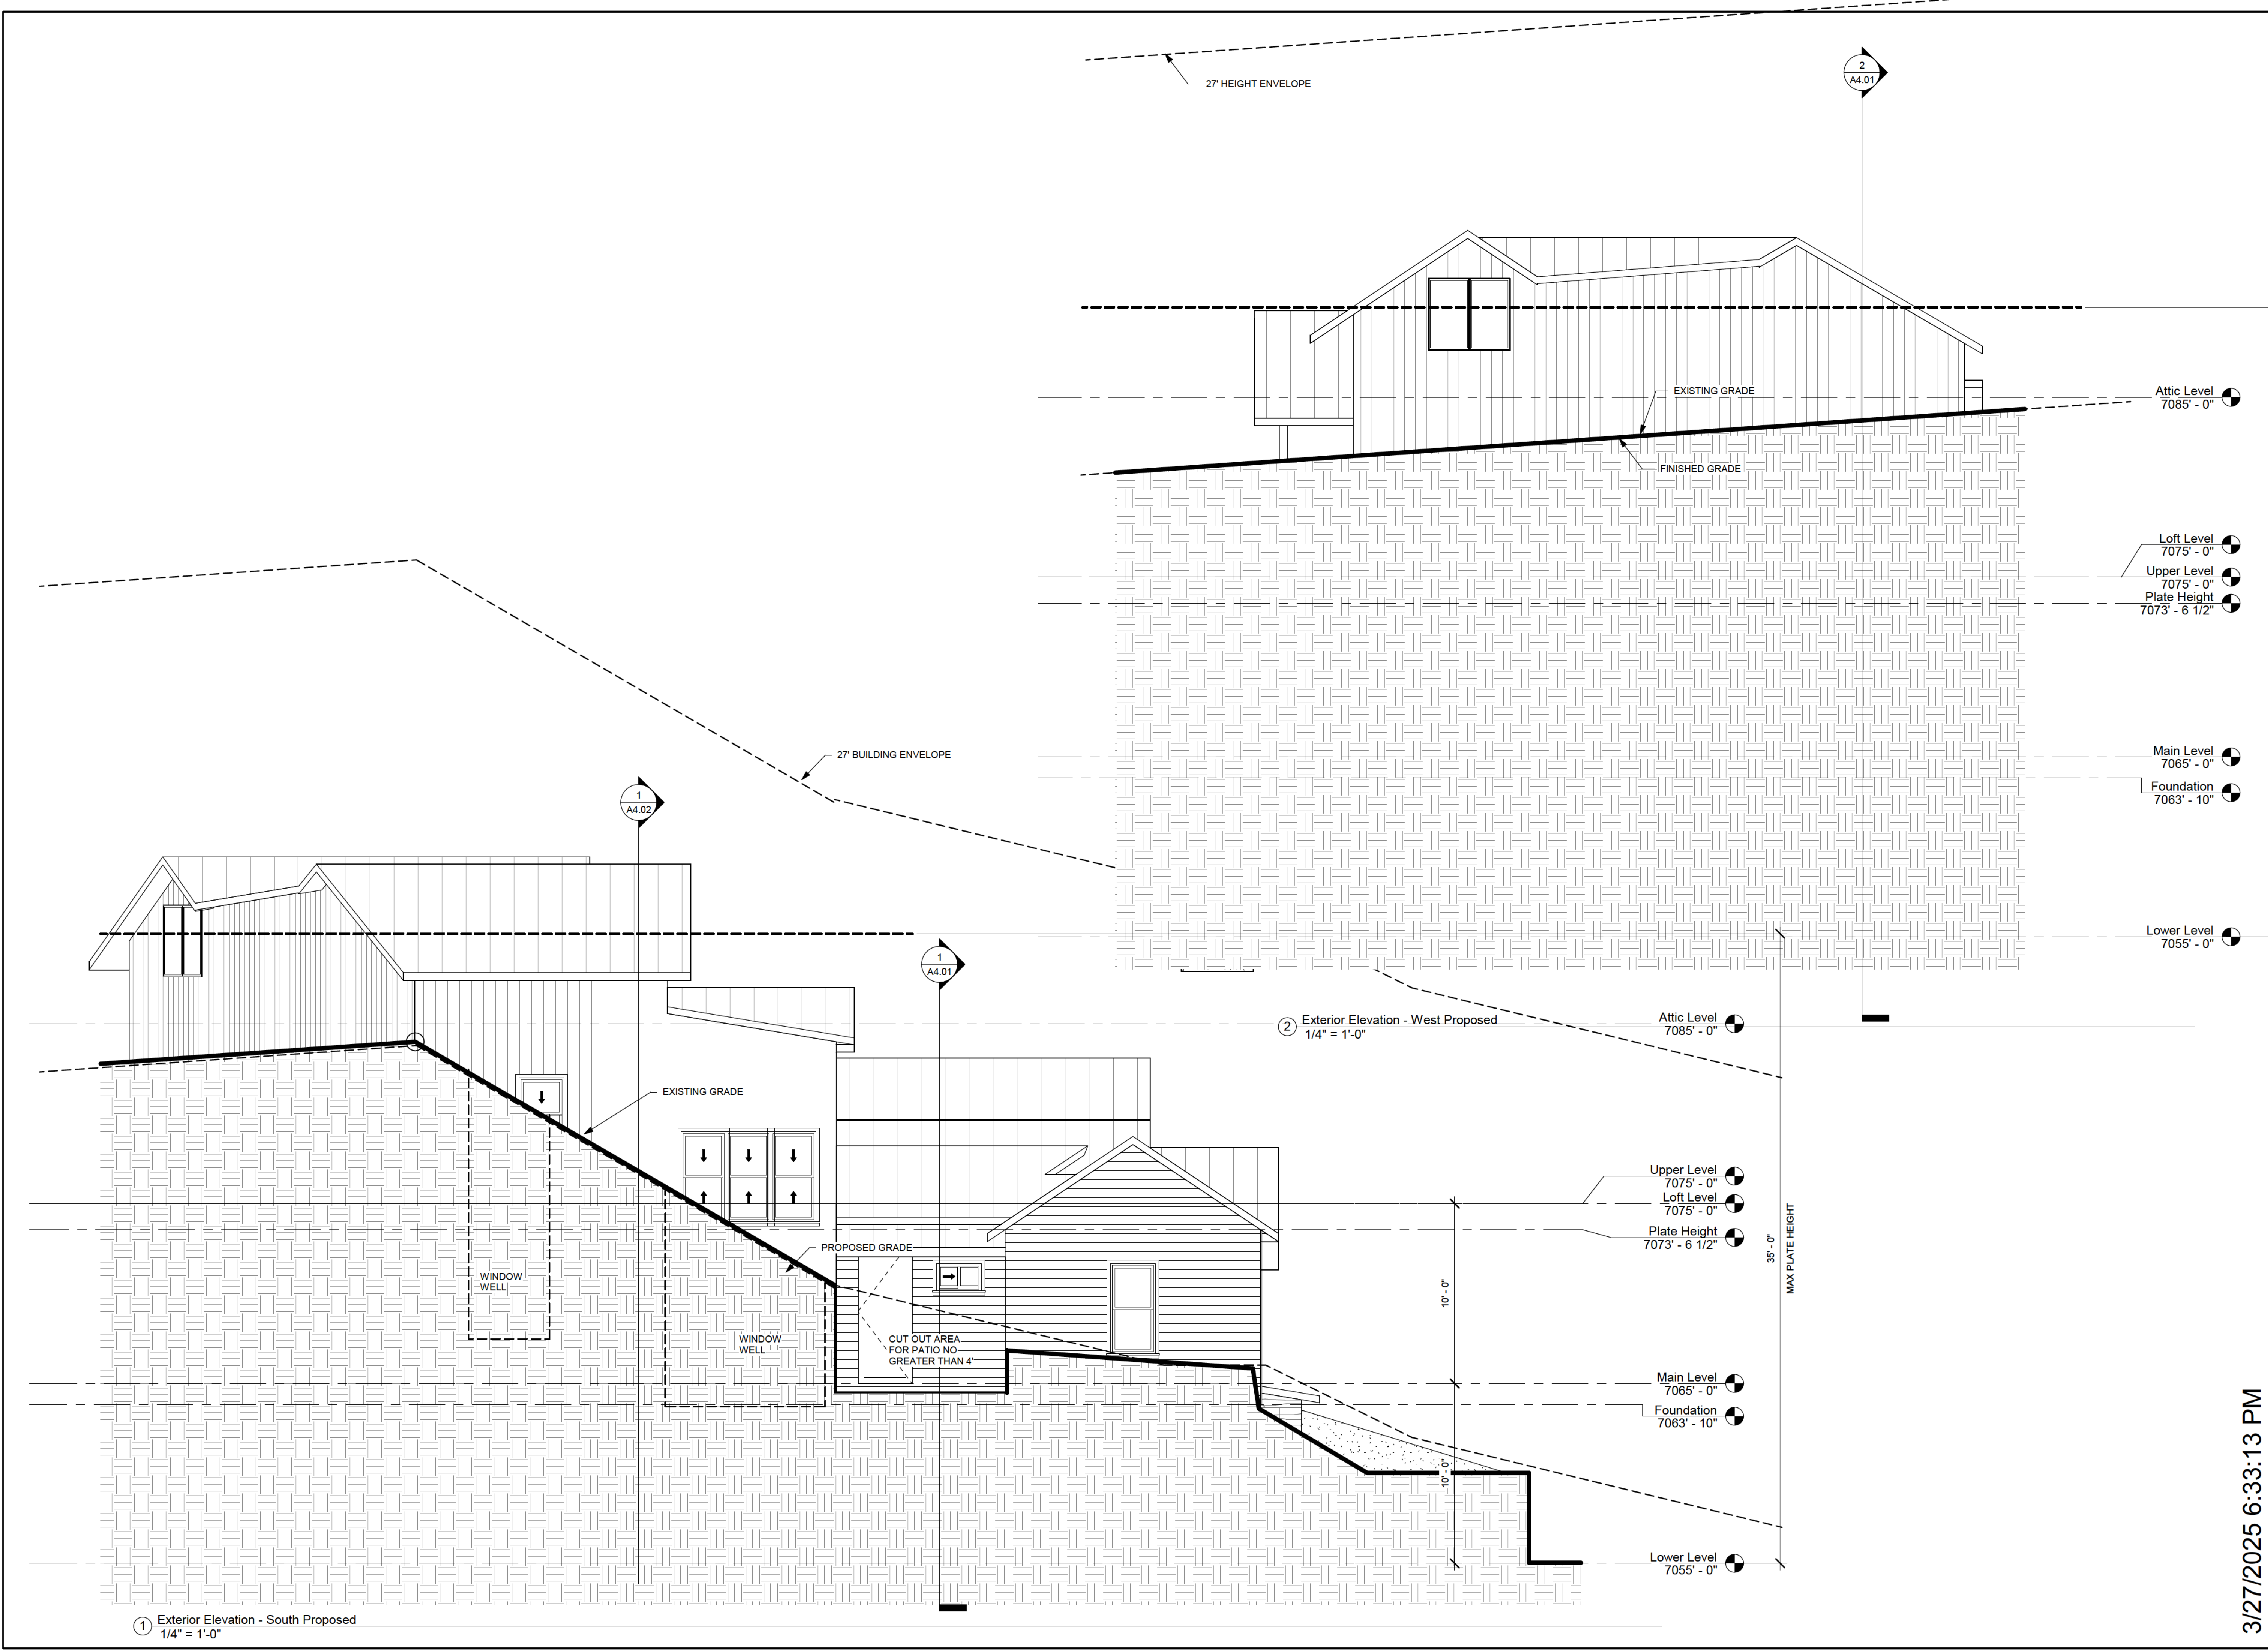 27' HEIGHT ENVELOPE
2
A4.01
EXISTING GRADE
FINISHED GRADE
Attic Level
7085' - 0"
Loft Level
7075' - 0"
Upper Level
7075' - 0"
Plate Height
7073' - 6 1/2"
Main Level
7065' - 0"
Foundation
7063' - 10"
Lower Level
7055' - 0"
2
Exterior Elevation - West Proposed
1/4" = 1'-0"
27' BUILDING ENVELOPE
1
A4.02
1
A4.01
EXISTING GRADE
PROPOSED GRADE
WINDOW
WELL
WINDOW
WELL
CUT OUT AREA
FOR PATIO NO
GREATER THAN 4'
Attic Level
7085' - 0"
Upper Level
7075' - 0"
Loft Level
7075' - 0"
Plate Height
7073' - 6 1/2"
Main Level
7065' - 0"
Foundation
7063' - 10"
Lower Level
7055' - 0"
10' - 0"
10' - 0"
35' - 0"
MAX PLATE HEIGHT
1
Exterior Elevation - South Proposed
1/4" = 1'-0"
3/27/2025 6:33:13 PM